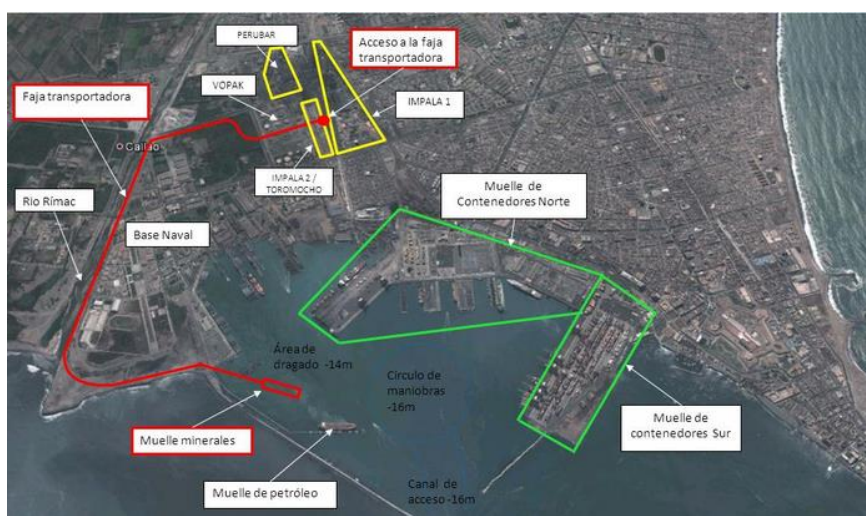 PERUBAR
Acceso a la faja
transportadora
VOPAK
Faja transportadora
IMPALA 1
Callao
IMPALA 2 /
TOROMOCHO
Muelle de
Contenedores Norte
Rio Rímac
Base Naval
Área de
dragado -14m
Círculo de
maniobras
-16m
Muelle minerales
Muelle de
contenedores Sur
Muelle de petróleo
Canal de
acceso -16m